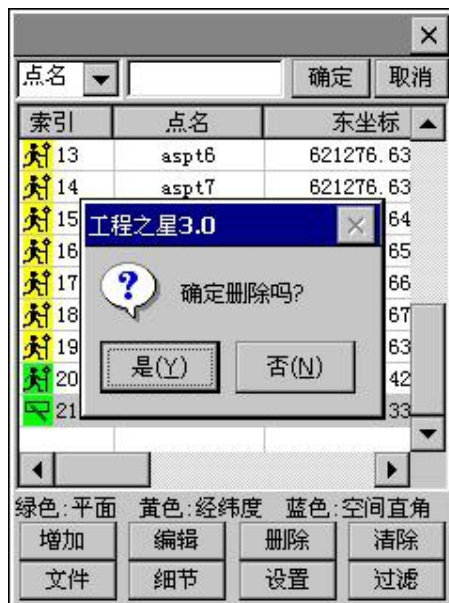 点名 确定 取消
索引 点名 东坐标
13 aspt6 621276.63
14 aspt7 621276.63
15 64
工程之星3.0
16 65
17 66
确定删除吗?
18 67
19 63
是(Y) 否(N)
20 42
21 33
绿色:平面 黄色:经纬度 蓝色:空间直角
增加 编辑 删除 清除
文件 细节 设置 过滤